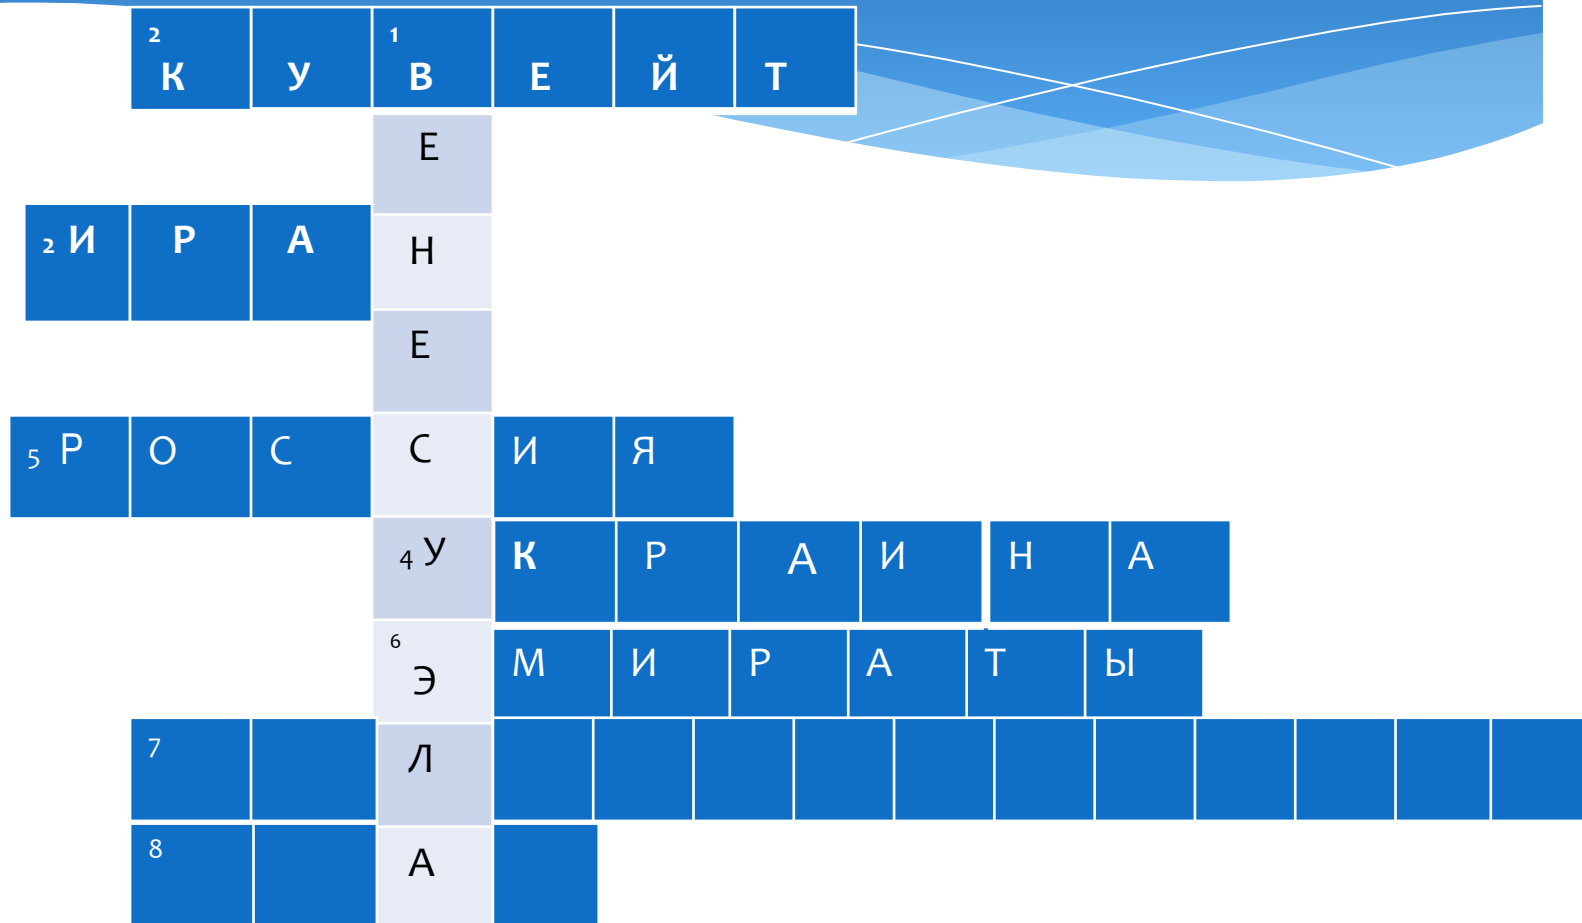 2 К У 1 В Е Й Т
Е
2 И Р А Н
Е
5 Р О С С И Я
4 У К Р А И Н А
6 Э М И Р А Т Ы
7 Л
8 А